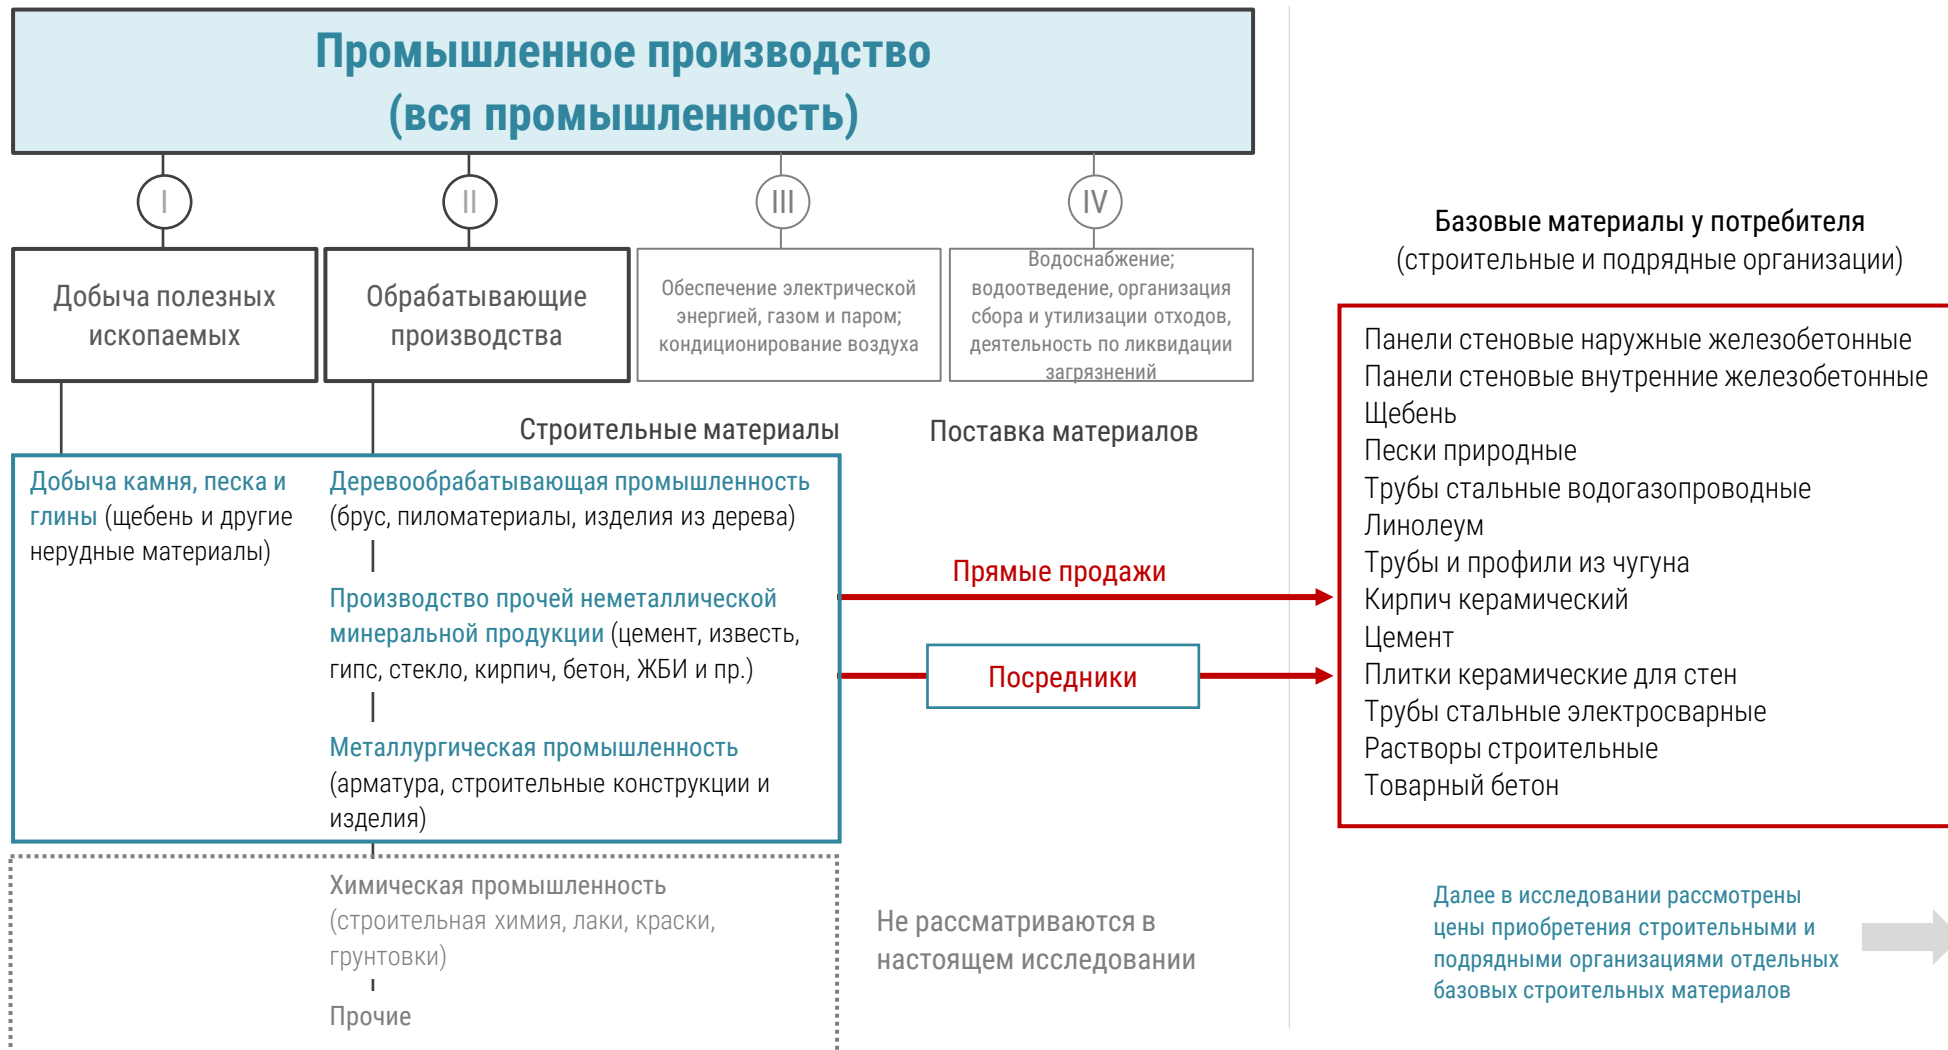 Промышленное производство
(вся промышленность)
I
II
III
IV
Добыча полезных
ископаемых
Обрабатывающие
производства
Обеспечение электрической
энергией, газом и паром;
кондиционирование воздуха
Водоснабжение;
водоотведение, организация
сбора и утилизации отходов,
деятельность по ликвидации
загрязнений
Строительные материалы
Поставка материалов
Добыча камня, песка и
глины (щебень и другие
нерудные материалы)
Деревообрабатывающая промышленность
(брус, пиломатериалы, изделия из дерева)
Производство прочей неметаллической
минеральной продукции (цемент, известь,
гипс, стекло, кирпич, бетон, ЖБИ и пр.)
Металлургическая промышленность
(арматура, строительные конструкции и
изделия)
Прямые продажи
Посредники
Химическая промышленность
(строительная химия, лаки, краски,
грунтовки)
Прочие
Не рассматриваются в
настоящем исследовании
Базовые материалы у потребителя
(строительные и подрядные организации)
Панели стеновые наружные железобетонные
Панели стеновые внутренние железобетонные
Щебень
Пески природные
Трубы стальные водогазопроводные
Линолеум
Трубы и профили из чугуна
Кирпич керамический
Цемент
Плитки керамические для стен
Трубы стальные электросварные
Растворы строительные
Товарный бетон
Далее в исследовании рассмотрены
цены приобретения строительными и
подрядными организациями отдельных
базовых строительных материалов